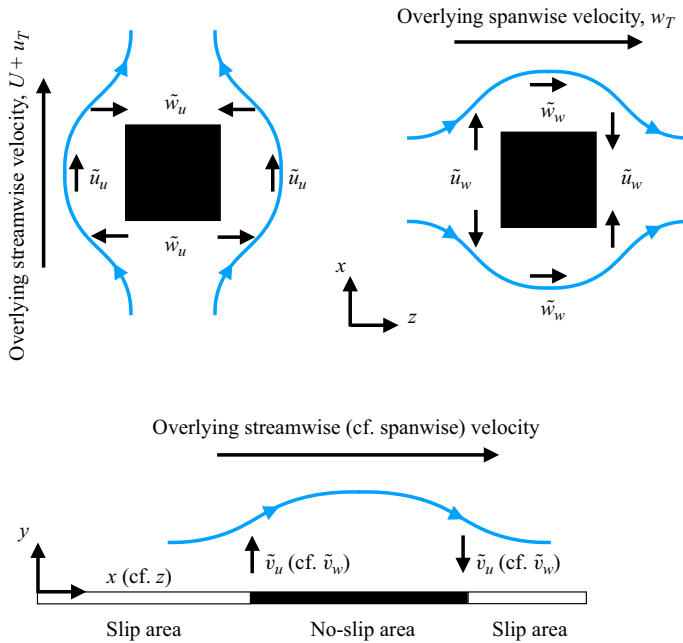 Overlying streamwise velocity, U + u_T
w̃_u
ũ_u
ũ_u
w̃_u
Overlying spanwise velocity, w_T
w̃_w
ũ_w
ũ_w
w̃_w
x
z
Overlying streamwise (cf. spanwise) velocity
y
x (cf. z)
ṽ_u (cf. ṽ_w)
ṽ_u (cf. ṽ_w)
Slip area
No-slip area
Slip area